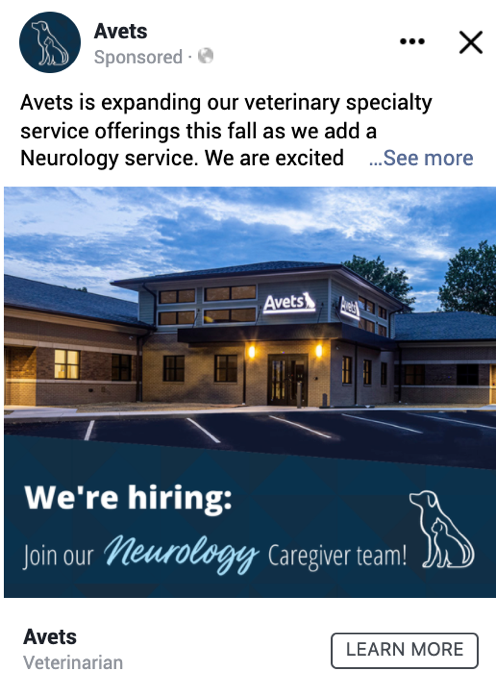 Avets
Sponsored ·
Avets is expanding our veterinary specialty
service offerings this fall as we add a
Neurology service. We are excited ...See more
Avets Avets
We're hiring:
Join our Neurology Caregiver team!
Avets
Veterinarian
LEARN MORE